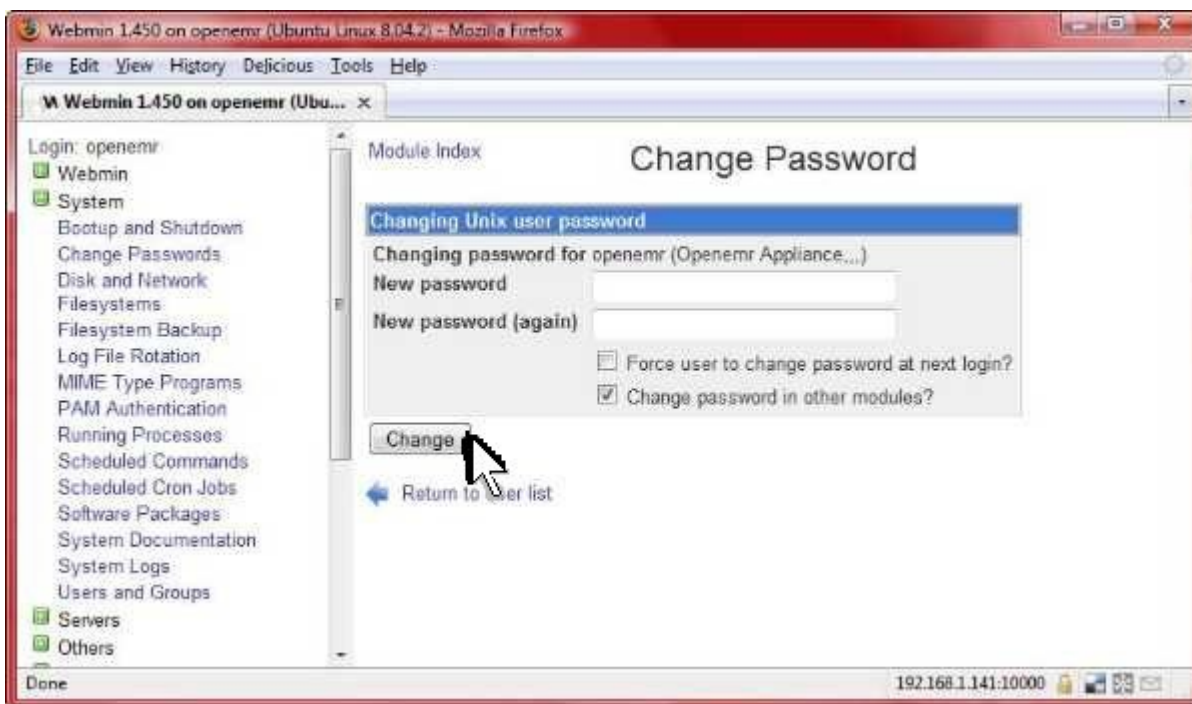 Webmin 1.450 on openemr (Ubuntu Linux 8.04.2) - Mozilla Firefox
File Edit View History Delicious Tools Help
Webmin 1.450 on openemr (Ubu...
Login: openemr
Webmin
System
Bootup and Shutdown
Change Passwords
Disk and Network
Filesystems
Filesystem Backup
Log File Rotation
MIME Type Programs
PAM Authentication
Running Processes
Scheduled Commands
Scheduled Cron Jobs
Software Packages
System Documentation
System Logs
Users and Groups
Servers
Others
Module Index
Change Password
Changing Unix user password
Changing password for openemr (Openemr Appliance,,,)
New password
New password (again)
Force user to change password at next login?
Change password in other modules?
Change
Return to user list
Done
192.168.1.141:10000